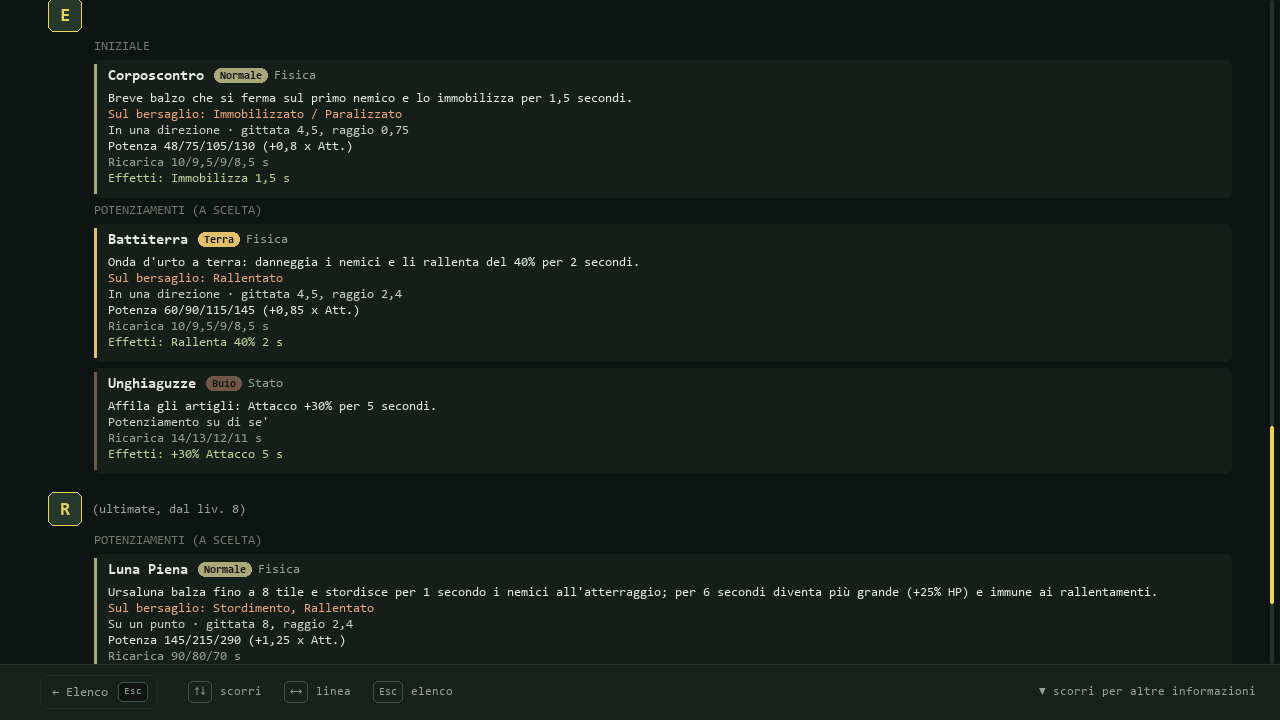 E
INIZIALE
Corposcontro Normale Fisica
Breve balzo che si ferma sul primo nemico e lo immobilizza per 1,5 secondi.
Sul bersaglio: Immobilizzato / Paralizzato
In una direzione · gittata 4,5, raggio 0,75
Potenza 48/75/105/130 (+0,8 x Att.)
Ricarica 10/9,5/9/8,5 s
Effetti: Immobilizza 1,5 s
POTENZIAMENTI (A SCELTA)
Battiterra Terra Fisica
Onda d'urto a terra: danneggia i nemici e li rallenta del 40% per 2 secondi.
Sul bersaglio: Rallentato
In una direzione · gittata 4,5, raggio 2,4
Potenza 60/90/115/145 (+0,85 x Att.)
Ricarica 10/9,5/9/8,5 s
Effetti: Rallenta 40% 2 s
Unghiaguzze Buio Stato
Affila gli artigli: Attacco +30% per 5 secondi.
Potenziamento su di se'
Ricarica 14/13/12/11 s
Effetti: +30% Attacco 5 s
R (ultimate, dal liv. 8)
POTENZIAMENTI (A SCELTA)
Luna Piena Normale Fisica
Ursaluna balza fino a 8 tile e stordisce per 1 secondo i nemici all'atterraggio; per 6 secondi diventa più grande (+25% HP) e immune ai rallentamenti.
Sul bersaglio: Stordimento, Rallentato
Su un punto · gittata 8, raggio 2,4
Potenza 145/215/290 (+1,25 x Att.)
Ricarica 90/80/70 s
← Elenco Esc ↑↓ scorri ↔ linea Esc elenco ▼ scorri per altre informazioni